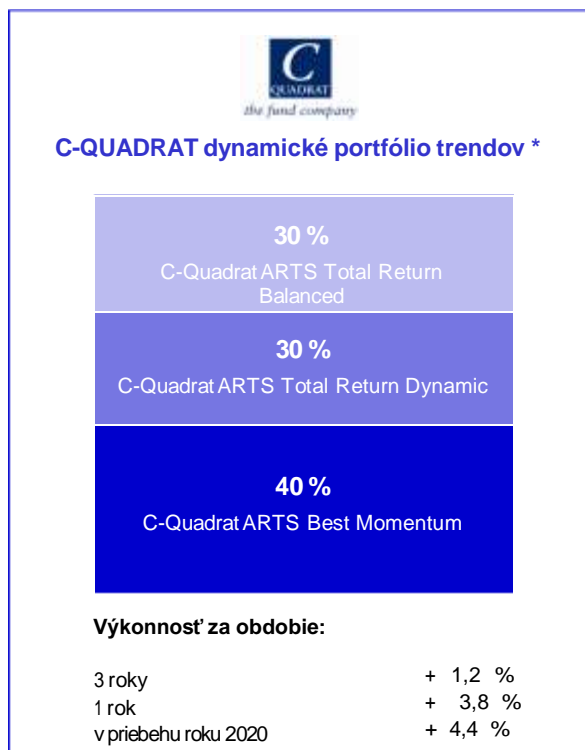 C
QUADRAT
the fund company
C-QUADRAT dynamické portfólio trendov *
30 %
C-Quadrat ARTS Total Return
Balanced
30 %
C-Quadrat ARTS Total Return Dynamic
40 %
C-Quadrat ARTS Best Momentum
Výkonnosť za obdobie:
3 roky + 1,2 %
1 rok + 3,8 %
v priebehu roku 2020 + 4,4 %